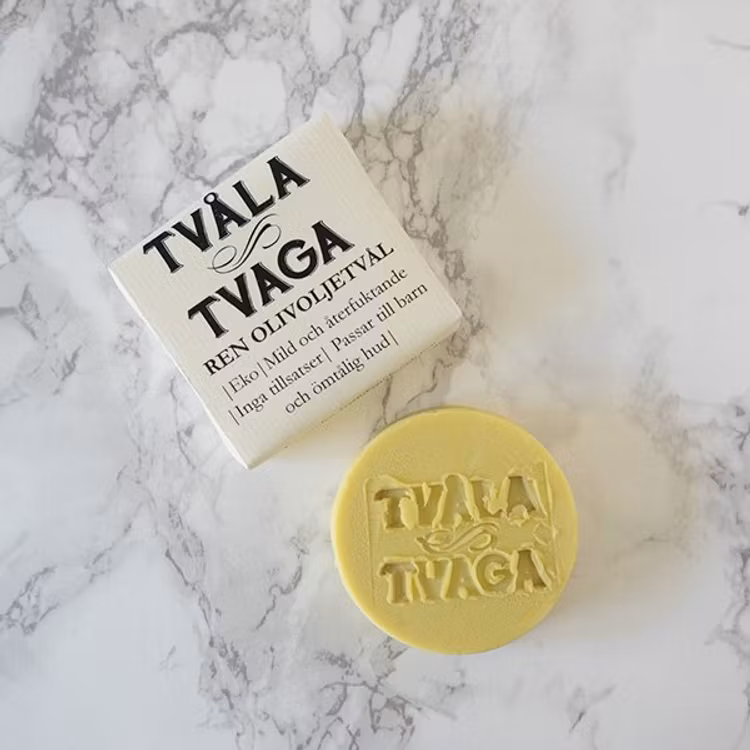 TVÅLA
TVAGA
REN OLIVOLJETVÅL
|Eko|Mild och återfuktande
|Inga tillsatser| Passar till barn
och ömtålig hud|
TVÅLA
TVAGA